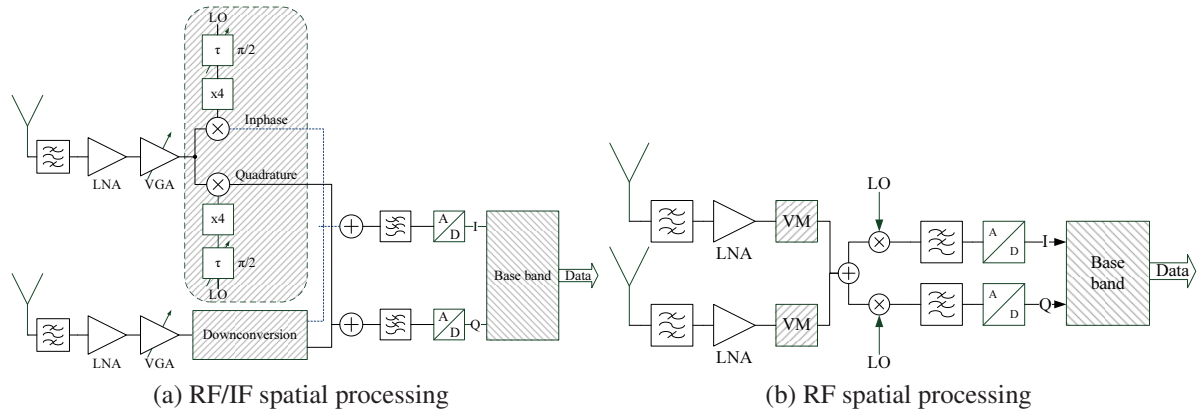 LO
τ π/2
x4
Inphase
LNA
VGA
Quadrature
x4
τ π/2
LO
A
D
I
Base band
Data
LNA
VGA
Downconversion
A
D
Q
(a) RF/IF spatial processing
LNA
VM
LO
A
D
I
Base
band
Data
LNA
VM
LO
A
D
Q
(b) RF spatial processing